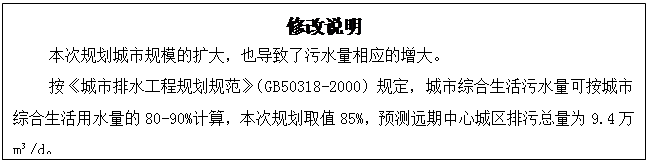 修改说明
本次规划城市规模的扩大，也导致了污水量相应的增大。
按《城市排水工程规划规范》（GB50318-2000）规定，城市综合生活污水量可按城市
综合生活用水量的 80-90%计算，本次规划取值 85%，预测远期中心城区排污总量为 9.4 万
m³/d。